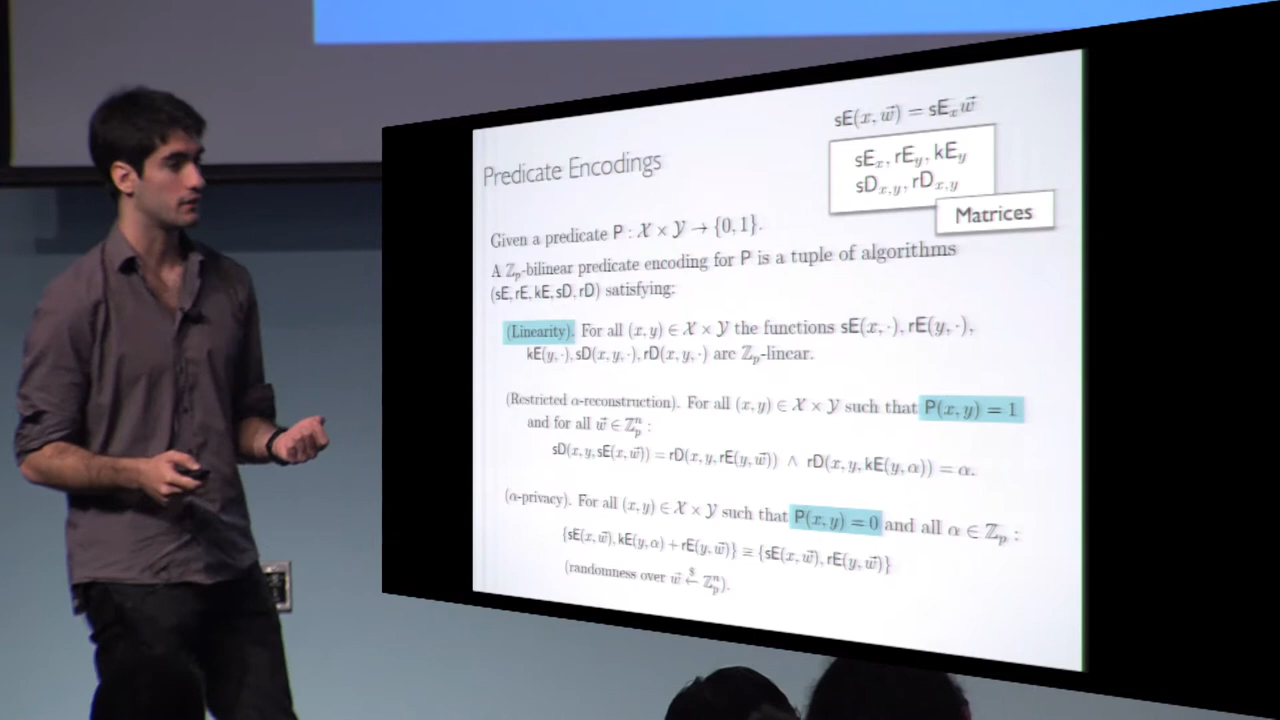 sE(x, w⃗) = sEₓw⃗
Predicate Encodings
sEₓ, rE_y, kE_y
sD_{x,y}, rD_{x,y}
Matrices
Given a predicate P : 𝒳 × 𝒴 → {0, 1}.
A ℤ_p-bilinear predicate encoding for P is a tuple of algorithms
(sE, rE, kE, sD, rD) satisfying:
(Linearity). For all (x, y) ∈ 𝒳 × 𝒴 the functions sE(x, ·), rE(y, ·),
kE(y, ·), sD(x, y, ·), rD(x, y, ·) are ℤ_p-linear.
(Restricted α-reconstruction). For all (x, y) ∈ 𝒳 × 𝒴 such that P(x, y) = 1
and for all w⃗ ∈ ℤ_p^n :
sD(x, y, sE(x, w⃗)) = rD(x, y, rE(y, w⃗)) ∧ rD(x, y, kE(y, α)) = α.
(α-privacy). For all (x, y) ∈ 𝒳 × 𝒴 such that P(x, y) = 0 and all α ∈ ℤ_p :
{sE(x, w⃗), kE(y, α) + rE(y, w⃗)} ≡ {sE(x, w⃗), rE(y, w⃗)}
(randomness over w⃗ ←$ ℤ_p^n).